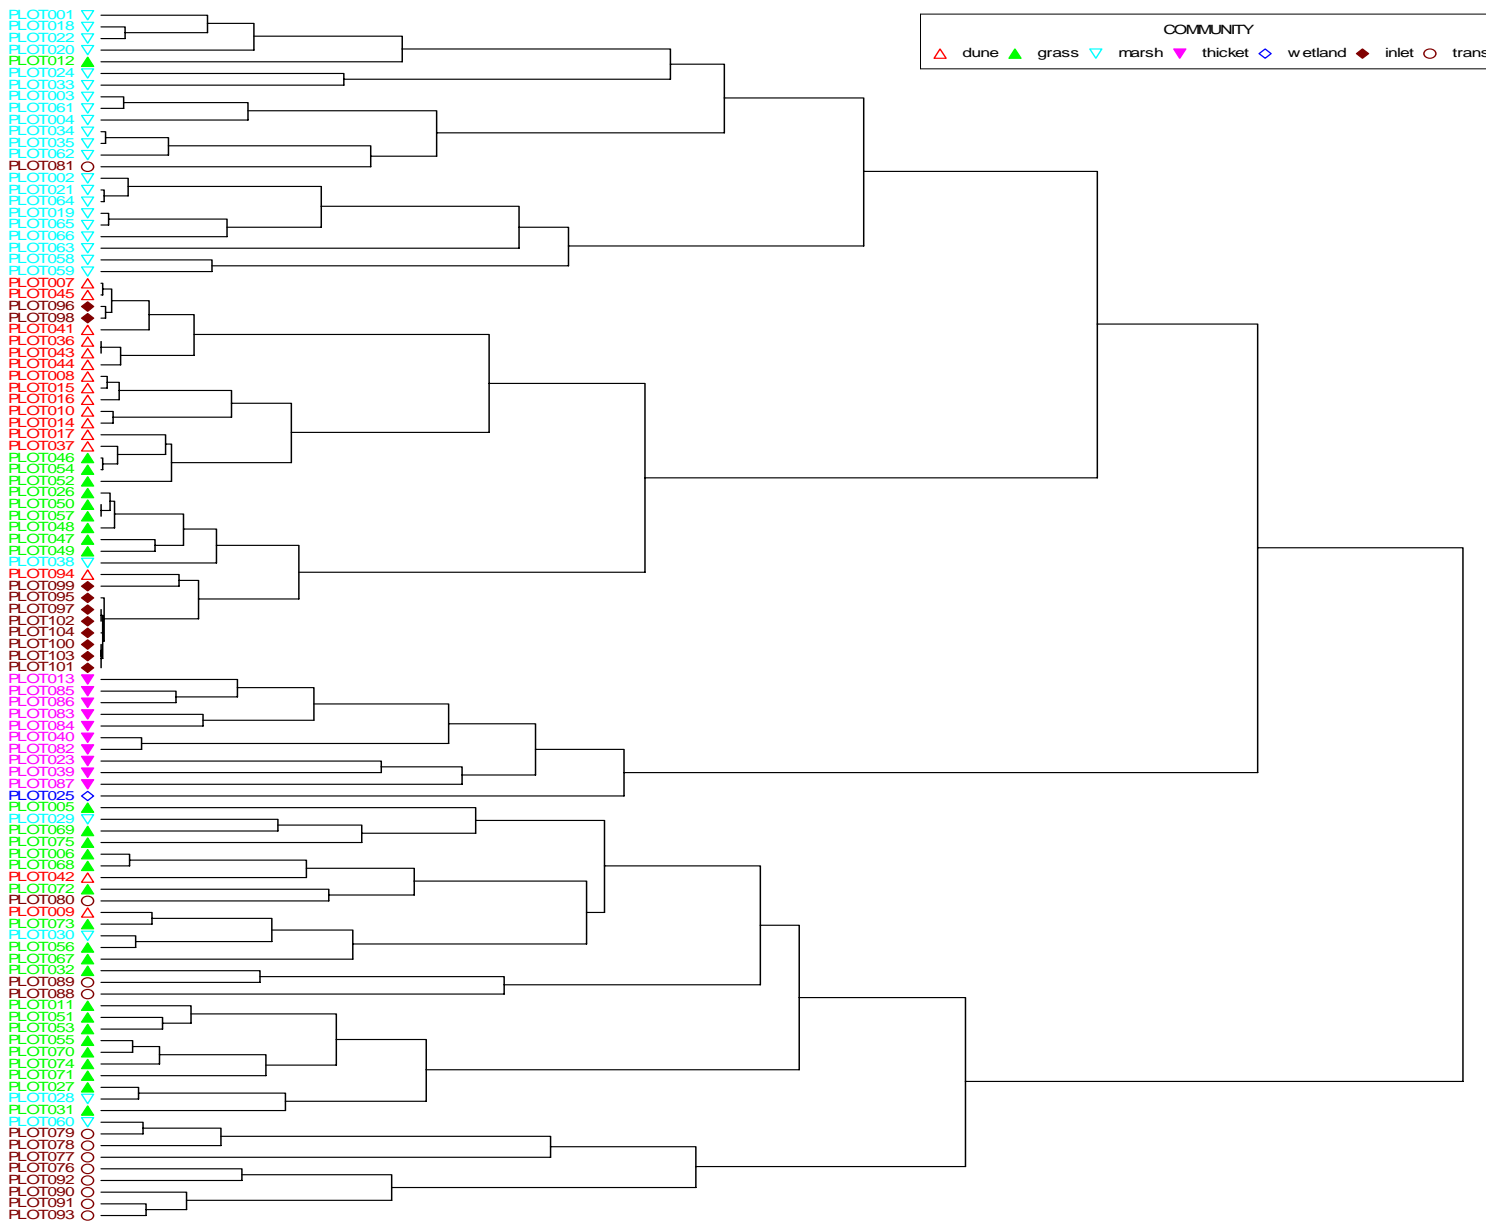 COMMUNITY
dune grass marsh thicket wetland inlet trans
PLOT001
PLOT018
PLOT022
PLOT020
PLOT012
PLOT024
PLOT033
PLOT003
PLOT061
PLOT004
PLOT034
PLOT035
PLOT062
PLOT081
PLOT002
PLOT021
PLOT064
PLOT019
PLOT065
PLOT066
PLOT063
PLOT058
PLOT059
PLOT007
PLOT045
PLOT096
PLOT098
PLOT041
PLOT036
PLOT043
PLOT044
PLOT008
PLOT015
PLOT016
PLOT010
PLOT014
PLOT017
PLOT037
PLOT046
PLOT054
PLOT052
PLOT026
PLOT050
PLOT057
PLOT048
PLOT047
PLOT049
PLOT038
PLOT094
PLOT099
PLOT095
PLOT097
PLOT102
PLOT104
PLOT100
PLOT103
PLOT101
PLOT013
PLOT085
PLOT086
PLOT083
PLOT084
PLOT040
PLOT082
PLOT023
PLOT039
PLOT087
PLOT025
PLOT005
PLOT029
PLOT069
PLOT075
PLOT006
PLOT068
PLOT042
PLOT072
PLOT080
PLOT009
PLOT073
PLOT030
PLOT056
PLOT067
PLOT032
PLOT089
PLOT088
PLOT011
PLOT051
PLOT053
PLOT055
PLOT070
PLOT074
PLOT071
PLOT027
PLOT028
PLOT031
PLOT060
PLOT079
PLOT078
PLOT077
PLOT076
PLOT092
PLOT090
PLOT091
PLOT093